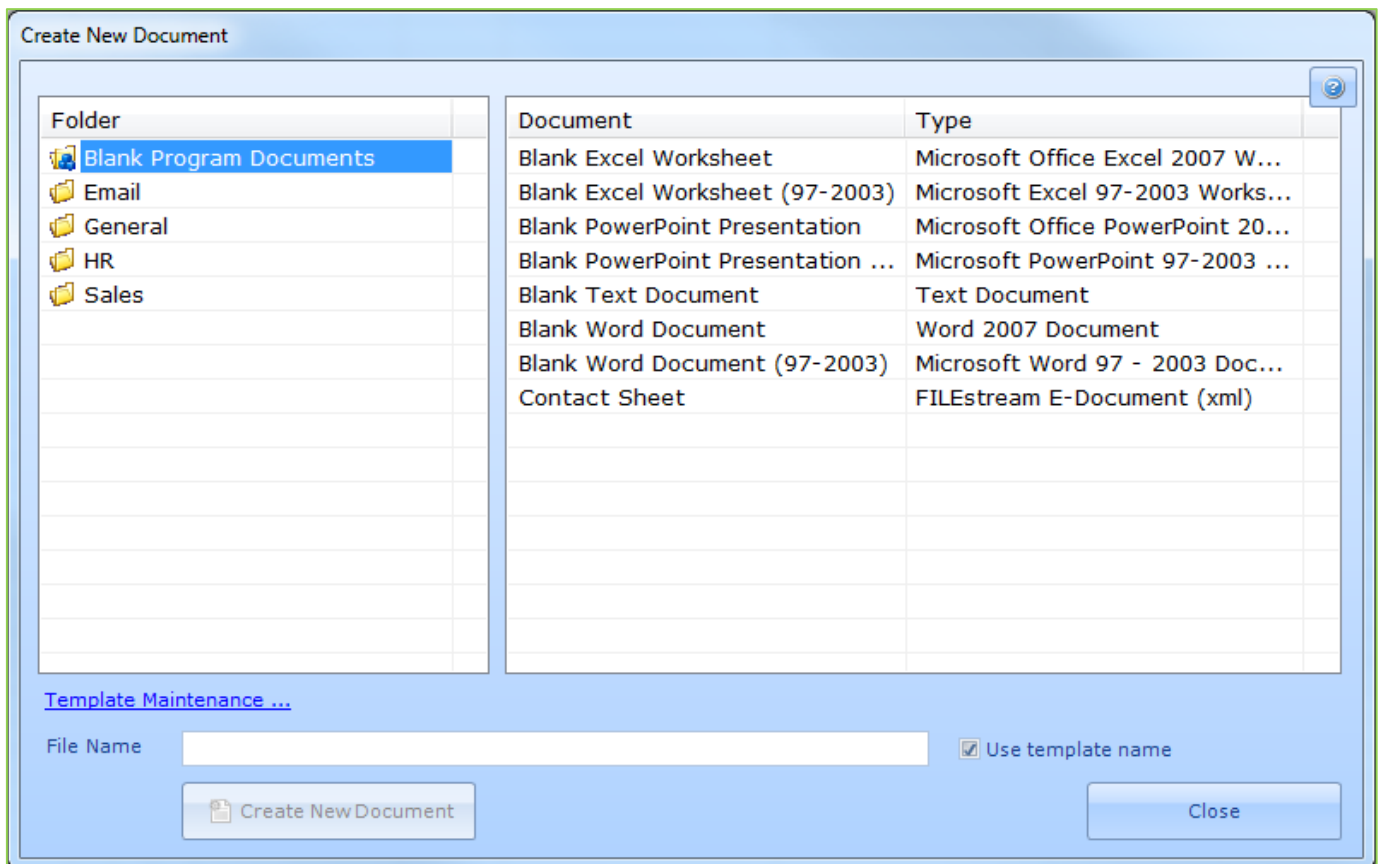 Create New Document
Folder
Blank Program Documents
Email
General
HR
Sales
Document Type
Blank Excel Worksheet Microsoft Office Excel 2007 W...
Blank Excel Worksheet (97-2003) Microsoft Excel 97-2003 Works...
Blank PowerPoint Presentation Microsoft Office PowerPoint 20...
Blank PowerPoint Presentation ... Microsoft PowerPoint 97-2003 ...
Blank Text Document Text Document
Blank Word Document Word 2007 Document
Blank Word Document (97-2003) Microsoft Word 97 - 2003 Doc...
Contact Sheet FILEstream E-Document (xml)
Template Maintenance ...
File Name Use template name
Create New Document Close